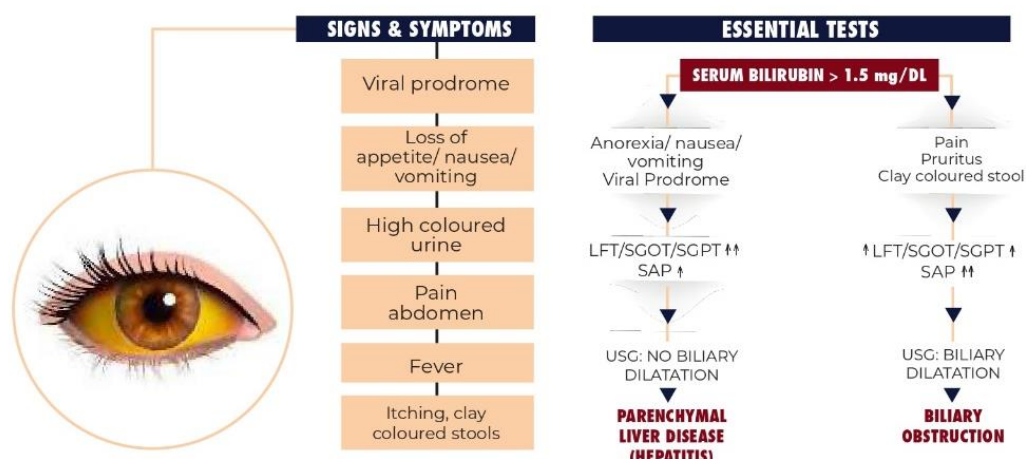 SIGNS & SYMPTOMS
Viral prodrome
Loss of
appetite/ nausea/
vomiting
High coloured
urine
Pain
abdomen
Fever
Itching, clay
coloured stools
ESSENTIAL TESTS
SERUM BILIRUBIN > 1.5 mg/DL
Anorexia/ nausea/
vomiting
Viral Prodrome
LFT/SGOT/SGPT ⬆⬆
SAP ⬆
USG: NO BILIARY
DILATATION
PARENCHYMAL
LIVER DISEASE
(HEPATITIS)
Pain
Pruritus
Clay coloured stool
⬆ LFT/SGOT/SGPT ⬆
SAP ⬆⬆
USG: BILIARY
DILATATION
BILIARY
OBSTRUCTION